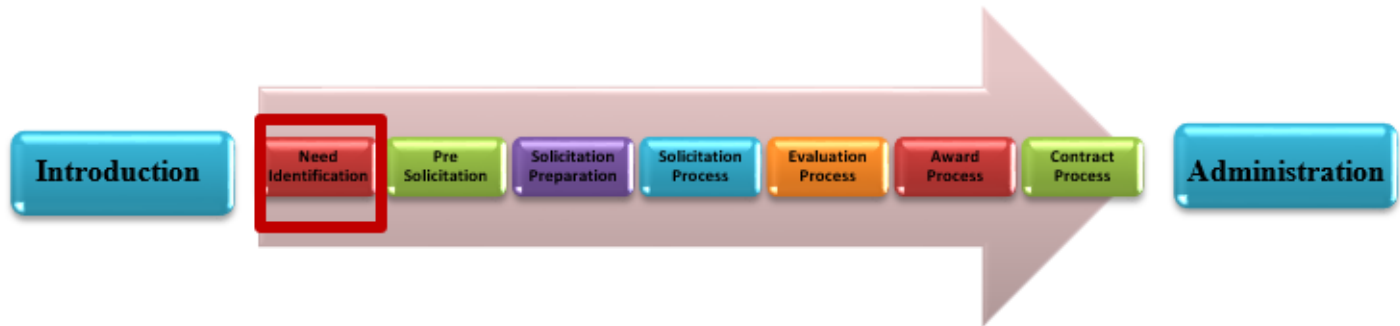 Introduction
Need
Identification
Pre
Solicitation
Solicitation
Preparation
Solicitation
Process
Evaluation
Process
Award
Process
Contract
Process
Administration